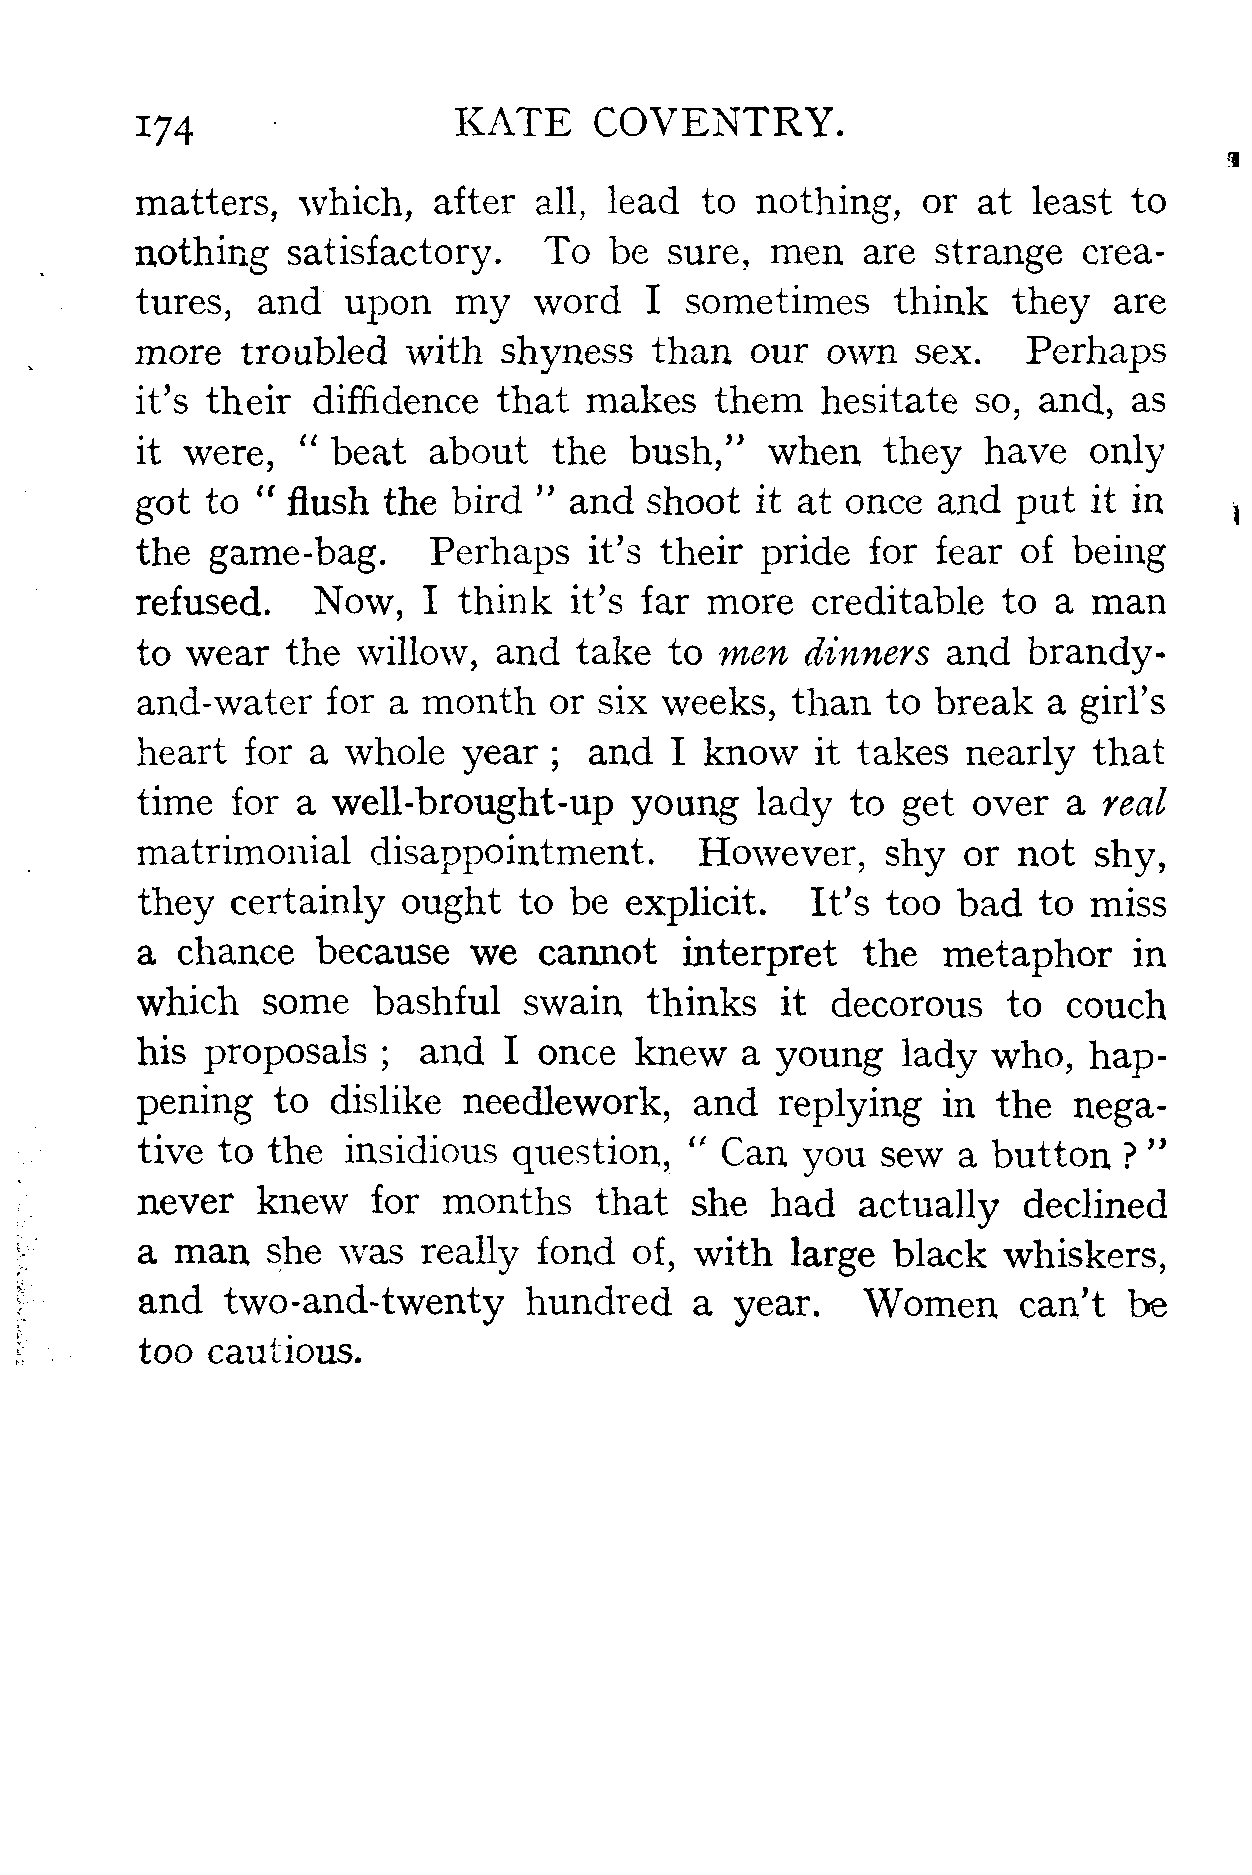 174 KATE COVENTRY.
matters, which, after all, lead to nothing, or at least to
nothing satisfactory. To be sure, men are strange crea-
tures, and upon my word I sometimes think they are
more troubled with shyness than our own sex. Perhaps
it's their diffidence that makes them hesitate so, and, as
it were, " beat about the bush," when they have only
got to " flush the bird " and shoot it at once and put it in
the game-bag. Perhaps it's their pride for fear of being
refused. Now, I think it's far more creditable to a man
to wear the willow, and take to men dinners and brandy-
and-water for a month or six weeks, than to break a girl's
heart for a whole year ; and I know it takes nearly that
time for a well-brought-up young lady to get over a real
matrimonial disappointment. However, shy or not shy,
they certainly ought to be explicit. It's too bad to miss
a chance because we cannot interpret the metaphor in
which some bashful swain thinks it decorous to couch
his proposals ; and I once knew a young lady who, hap-
pening to dislike needlework, and replying in the nega-
tive to the insidious question, " Can you sew a button ? "
never knew for months that she had actually declined
a man she was really fond of, with large black whiskers,
and two-and-twenty hundred a year. Women can't be
too cautious.